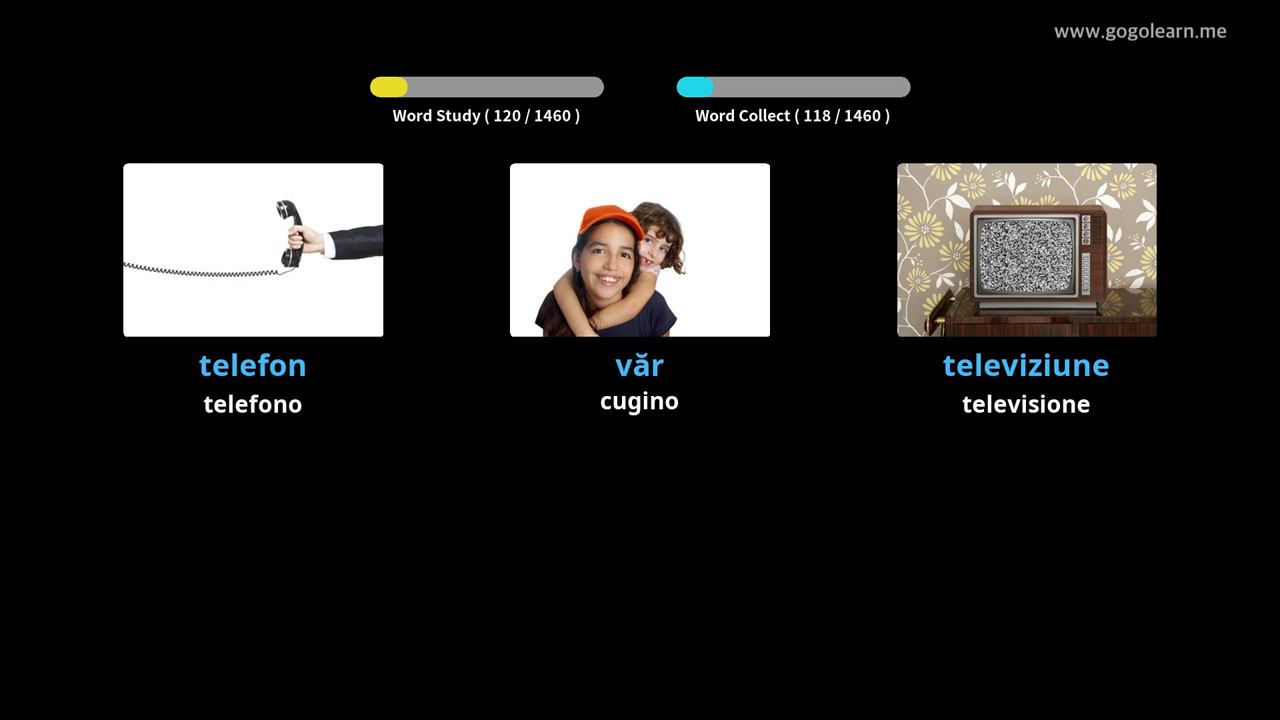 www.gogolearn.me
Word Study ( 120 / 1460 )
Word Collect ( 118 / 1460 )
telefon
telefono
văr
cugino
televiziune
televisione